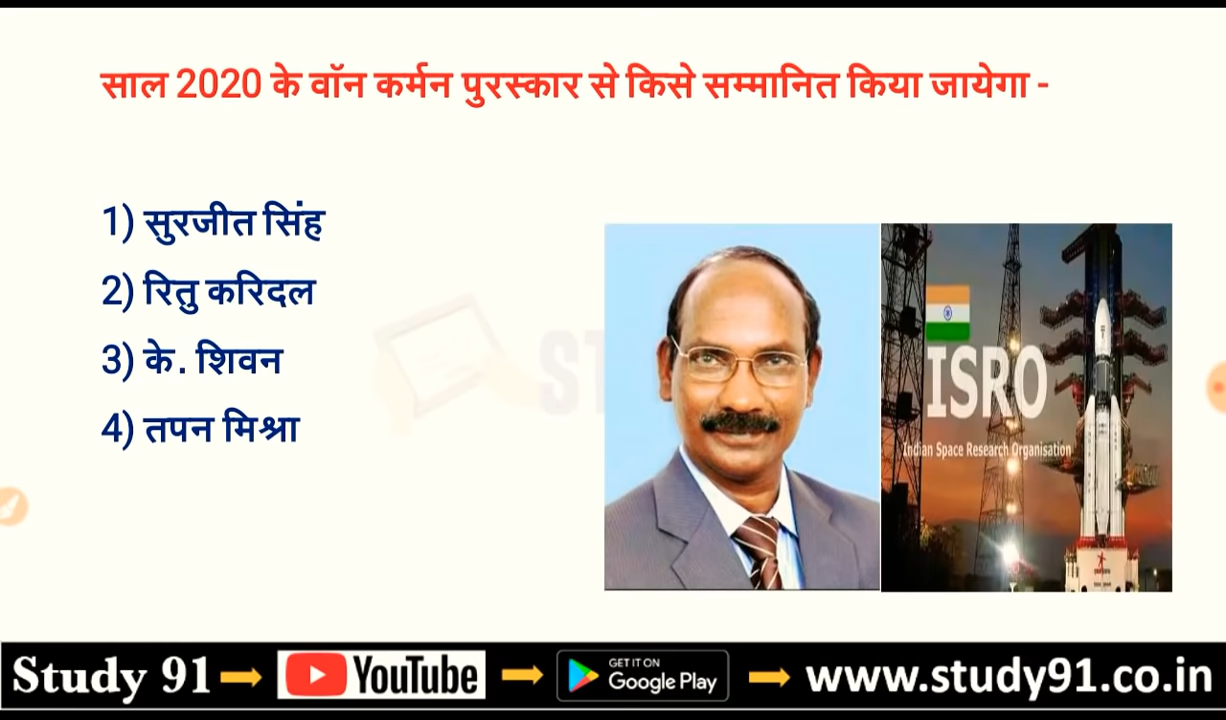 साल 2020 के वॉन कर्मन पुरस्कार से किसे सम्मानित किया जायेगा -
1) सुरजीत सिंह
2) रितु करिदल
3) के. शिवन
4) तपन मिश्रा
ST
ISRO
Indian Space Research Organisation
Study 91
YouTube
GET IT ON
Google Play
www.study91.co.in